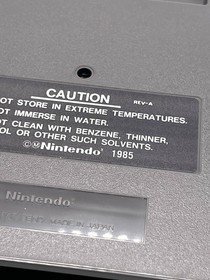 CAUTION
REV-A
OT STORE IN EXTREME TEMPERATURES.
OT IMMERSE IN WATER.
OT CLEAN WITH BENZENE, THINNER,
OL OR OTHER SUCH SOLVENTS.
©Ⓜ Nintendo 1985
Nintendo®